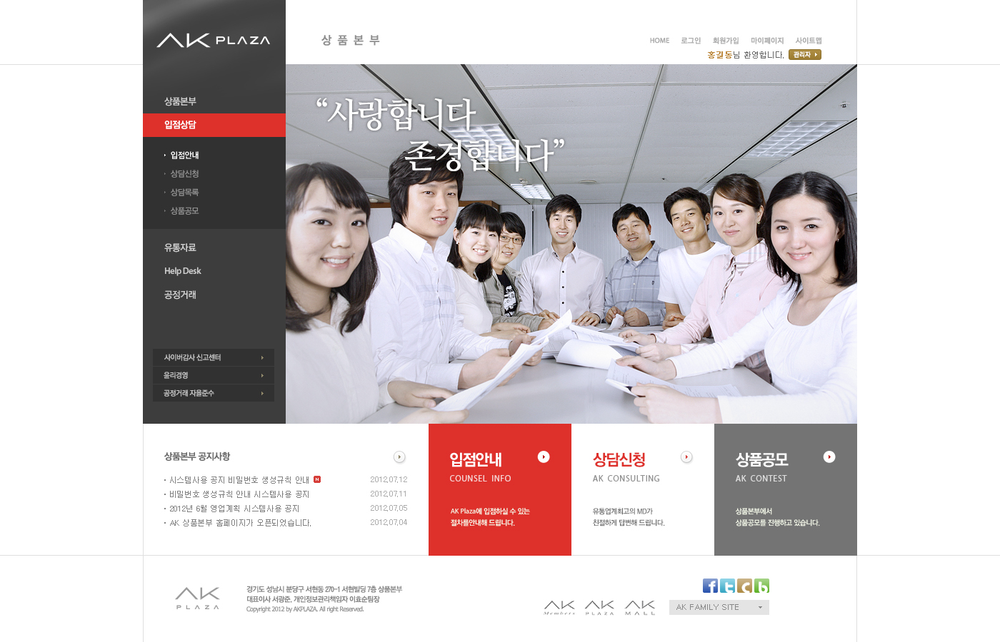 AK PLAZA
상품본부
HOME 로그인 회원가입 마이페이지 사이트맵
홍길동님 환영합니다. 관리자
상품본부
입점상담
입점안내
상담신청
상담목록
상품공모
유통자료
Help Desk
공정거래
사이버감사 신고센터
윤리경영
공정거래 자율준수
“사랑합니다
존경합니다”
상품본부 공지사항
· 시스템사용 공지 비밀번호 생성규칙 안내 N 2012.07.12
· 비밀번호 생성규칙 안내 시스템사용 공지 2012.07.11
· 2012년 6월 영업계획 시스템사용 공지 2012.07.05
· AK 상품본부 홈페이지가 오픈되었습니다. 2012.07.04
입점안내
COUNSEL INFO
AK Plaza에 입점하실 수 있는
절차를안내해 드립니다.
상담신청
AK CONSULTING
유통업계최고의 MD가
친절하게 답변해 드립니다.
상품공모
AK CONTEST
상품본부에서
상품공모를 진행하고 있습니다.
AK PLAZA
경기도 성남시 분당구 서현동 270-1 서현빌딩 7층 상품본부
대표이사 서광준, 개인정보관리책임자 이효순팀장
Copyright 2012 by AKPLAZA. All right Reserved.
AK Members AK PLAZA AK MALL
f t c b
AK FAMILY SITE